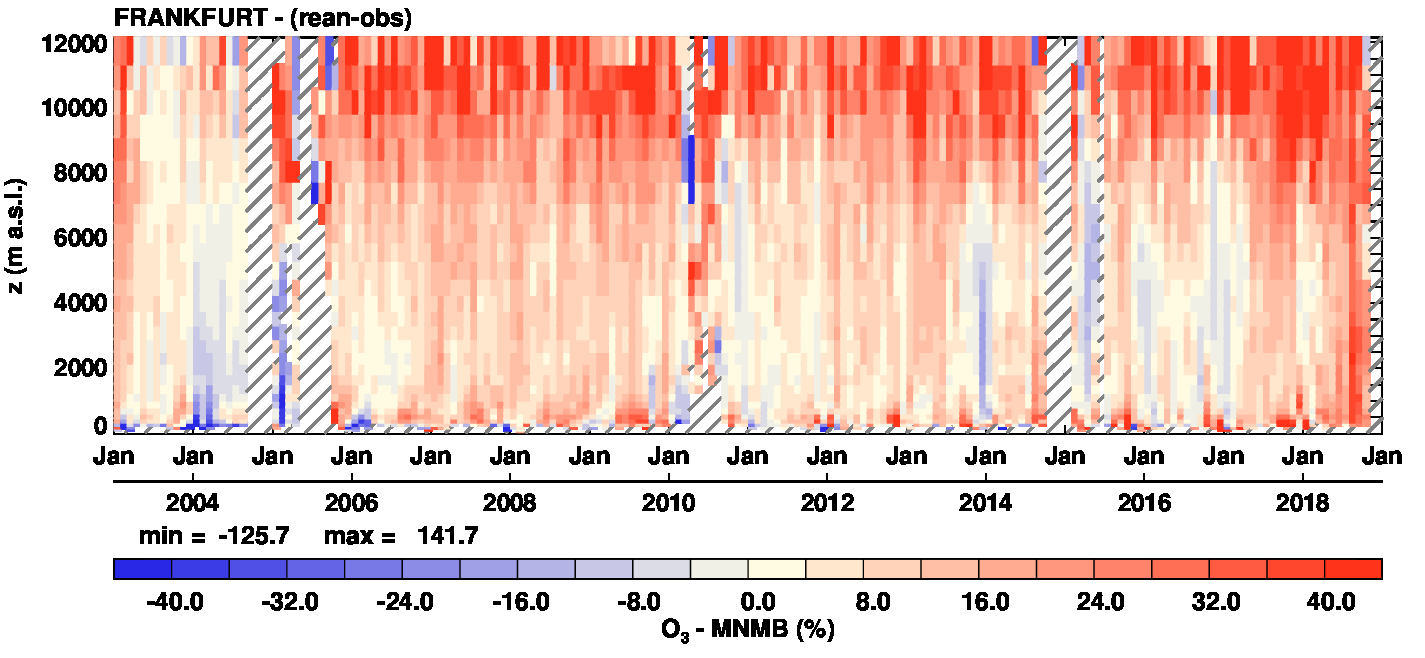 FRANKFURT - (rean-obs)
z (m a.s.l.)
12000
10000
8000
6000
4000
2000
0
Jan Jan Jan Jan Jan Jan Jan Jan Jan Jan Jan Jan Jan Jan Jan Jan Jan
2004 2006 2008 2010 2012 2014 2016 2018
min = -125.7 max = 141.7
-40.0 -32.0 -24.0 -16.0 -8.0 0.0 8.0 16.0 24.0 32.0 40.0
O₃ - MNMB (%)